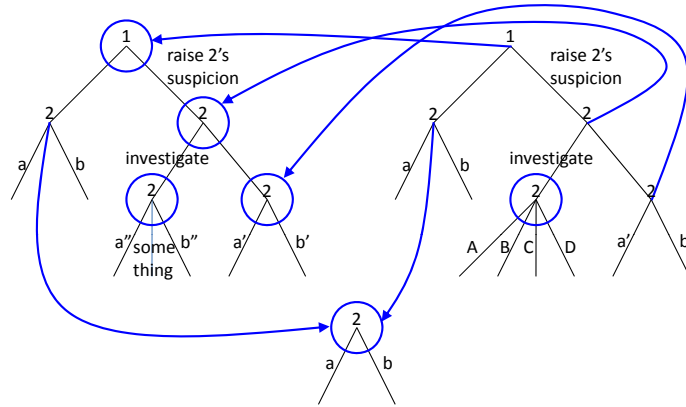 1
raise 2's
suspicion
2
2
a
b
investigate
2
2
a"
some
thing
b"
a'
b'
1
raise 2's
suspicion
2
2
a
b
investigate
2
2
A
B
C
D
a'
b'
2
a
b